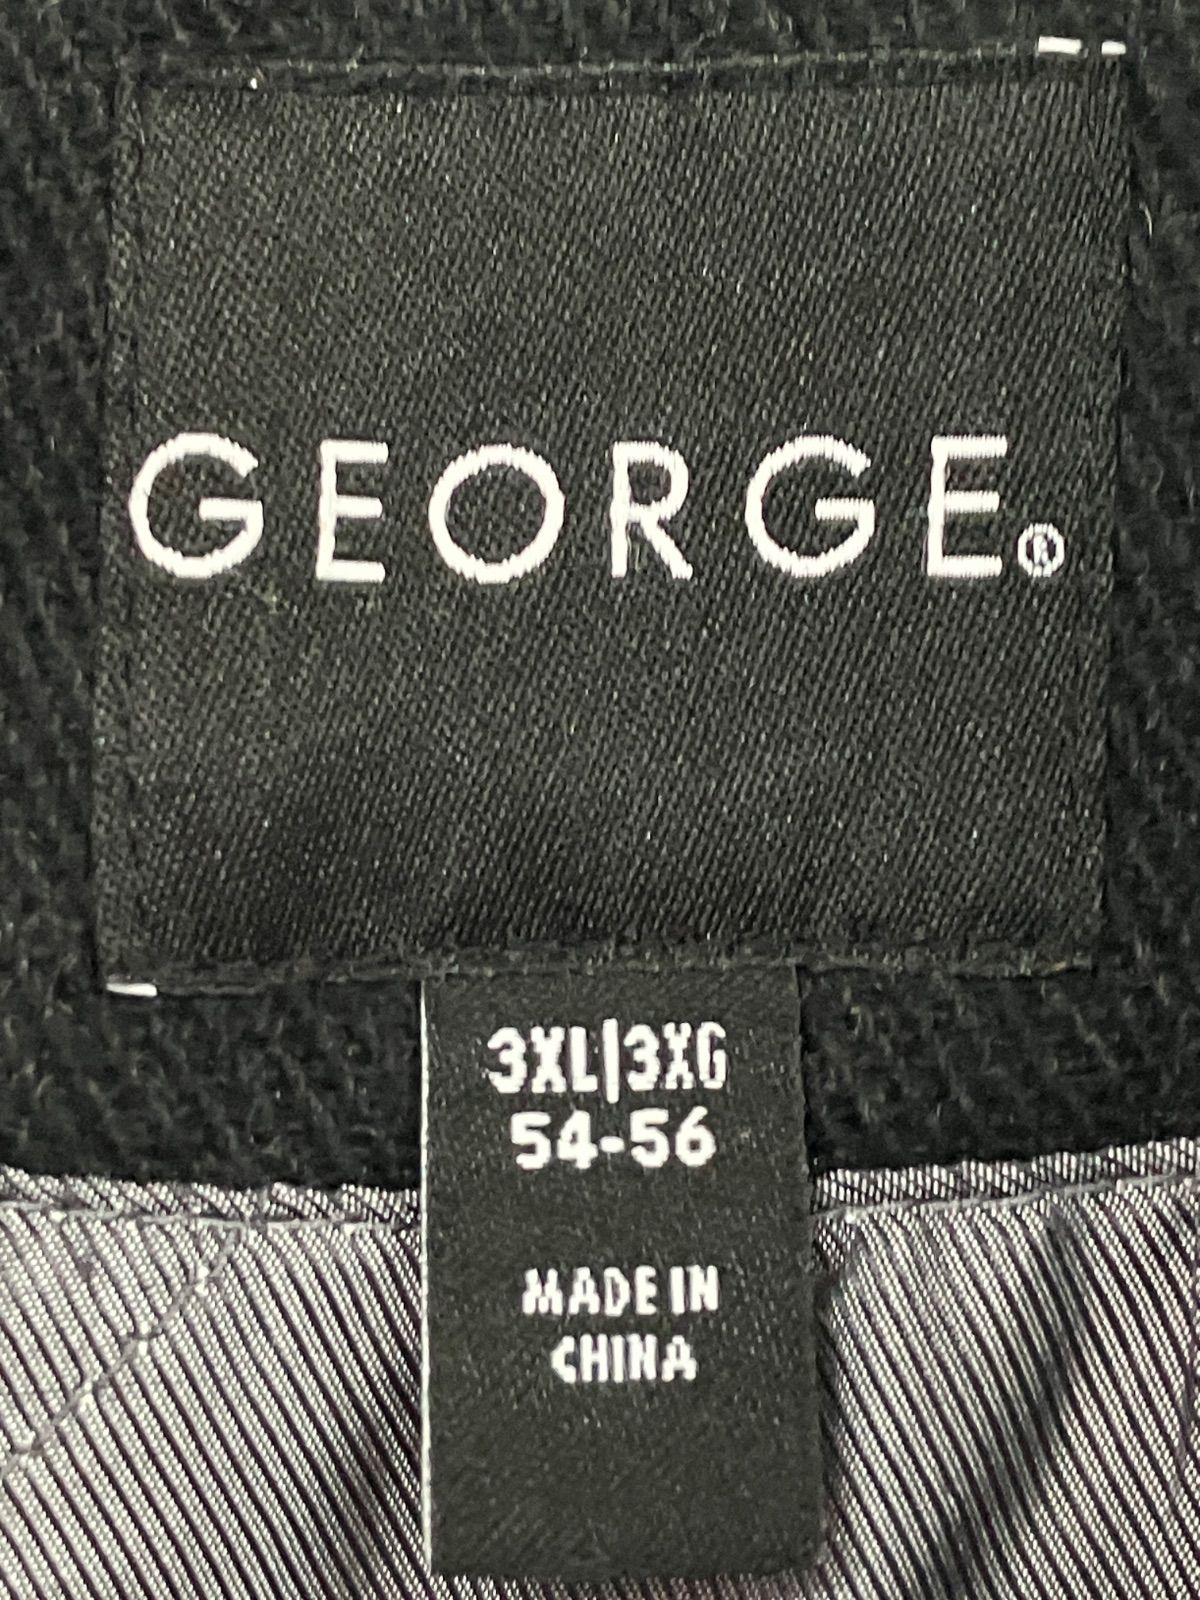 GEORGE®
3XL|3XG
54-56
MADE IN
CHINA